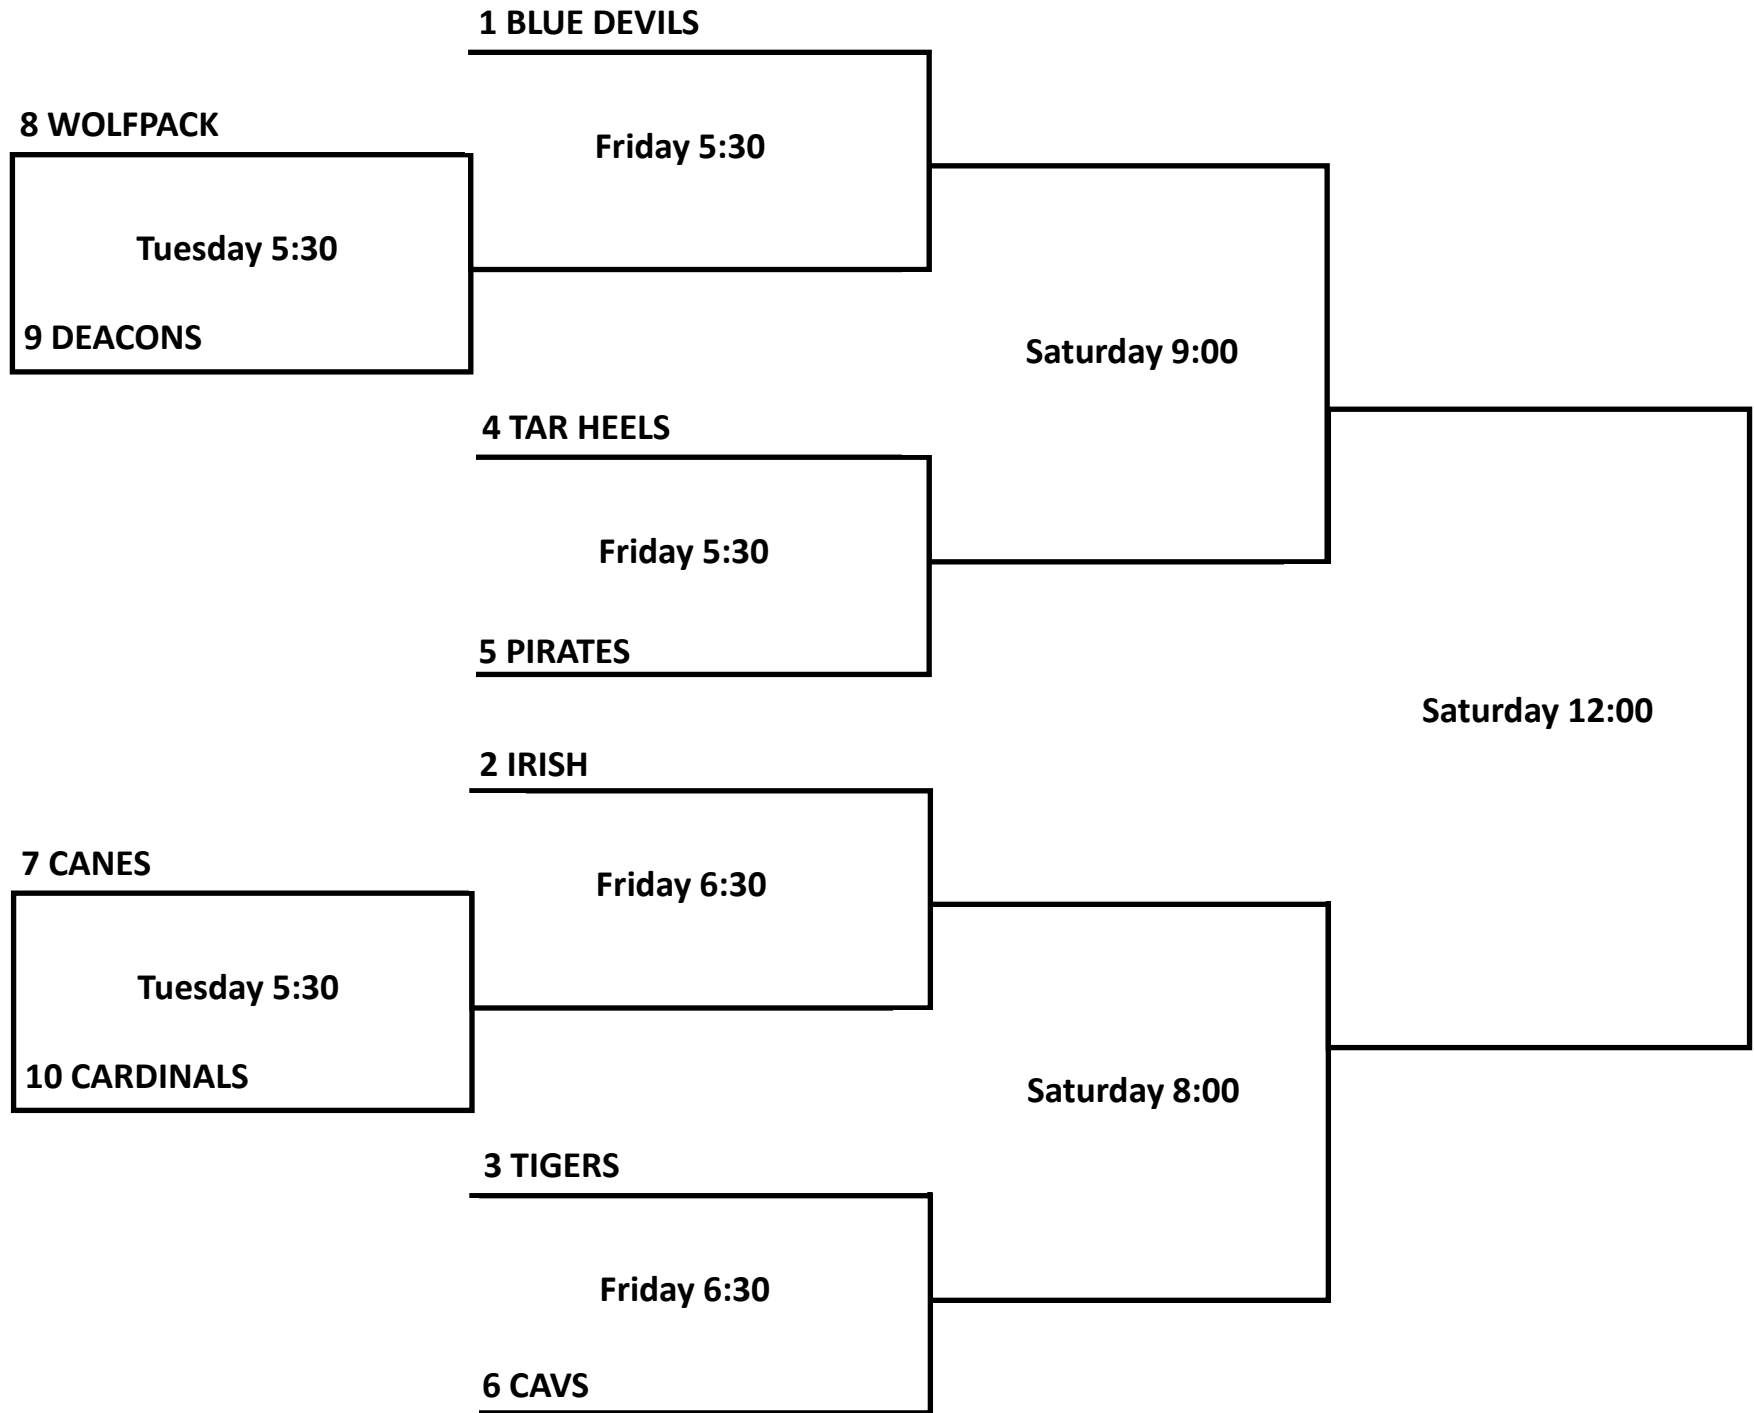 1 BLUE DEVILS
8 WOLFPACK
Friday 5:30
Tuesday 5:30
9 DEACONS
Saturday 9:00
4 TAR HEELS
Friday 5:30
5 PIRATES
Saturday 12:00
2 IRISH
7 CANES
Friday 6:30
Tuesday 5:30
10 CARDINALS
Saturday 8:00
3 TIGERS
Friday 6:30
6 CAVS